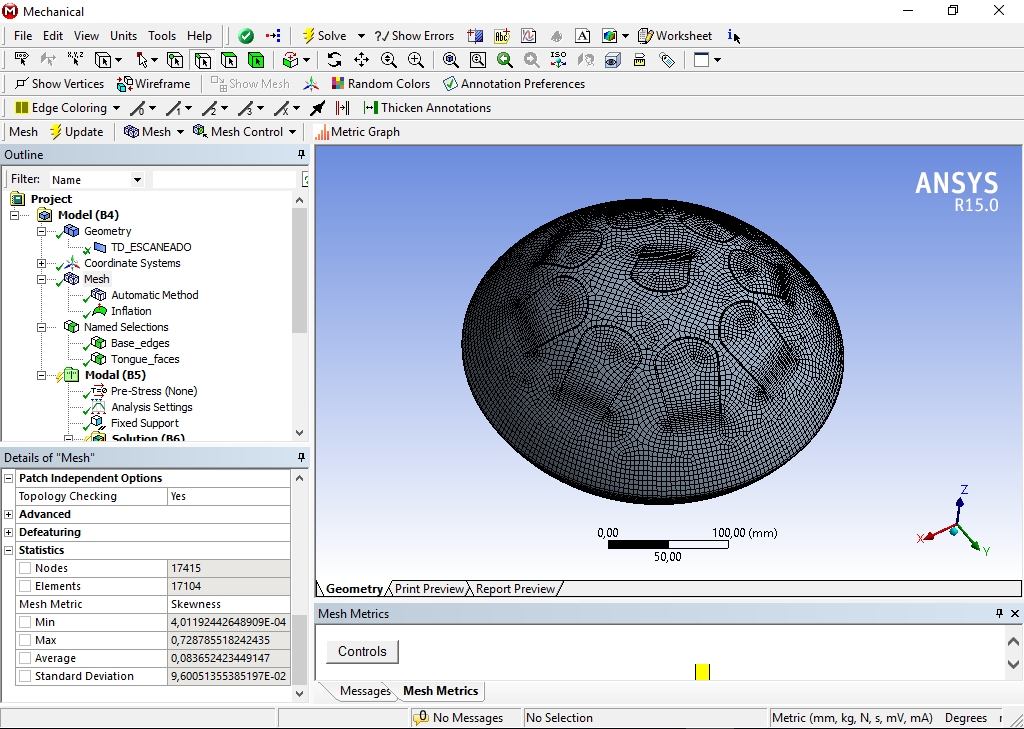 Mechanical
File Edit View Units Tools Help Solve ?/ Show Errors Worksheet i
Show Vertices Wireframe Show Mesh Random Colors Annotation Preferences
Edge Coloring Thicken Annotations
Mesh Update Mesh Mesh Control Metric Graph
Outline
Filter: Name
Project
Model (B4)
Geometry
TD_ESCANEADO
Coordinate Systems
Mesh
Automatic Method
Inflation
Named Selections
Base_edges
Tongue_faces
Modal (B5)
Pre-Stress (None)
Analysis Settings
Fixed Support
Solution (B6)
Details of "Mesh"
Patch Independent Options
Topology Checking Yes
Advanced
Defeaturing
Statistics
Nodes 17415
Elements 17104
Mesh Metric Skewness
Min 4,01192442648909E-04
Max 0,728785518242435
Average 0,083652423449147
Standard Deviation 9,60051355385197E-02
ANSYS
R15.0
0,00 100,00 (mm)
50,00
Z
X
Y
Geometry Print Preview Report Preview
Mesh Metrics
Controls
Messages Mesh Metrics
0 No Messages No Selection Metric (mm, kg, N, s, mV, mA) Degrees